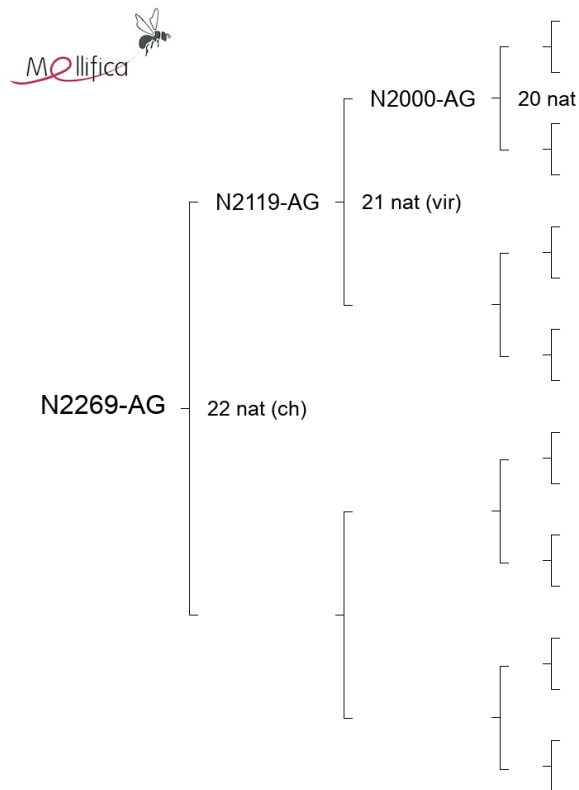 Mellifica
N2000-AG 20 nat
N2119-AG 21 nat (vir)
N2269-AG 22 nat (ch)